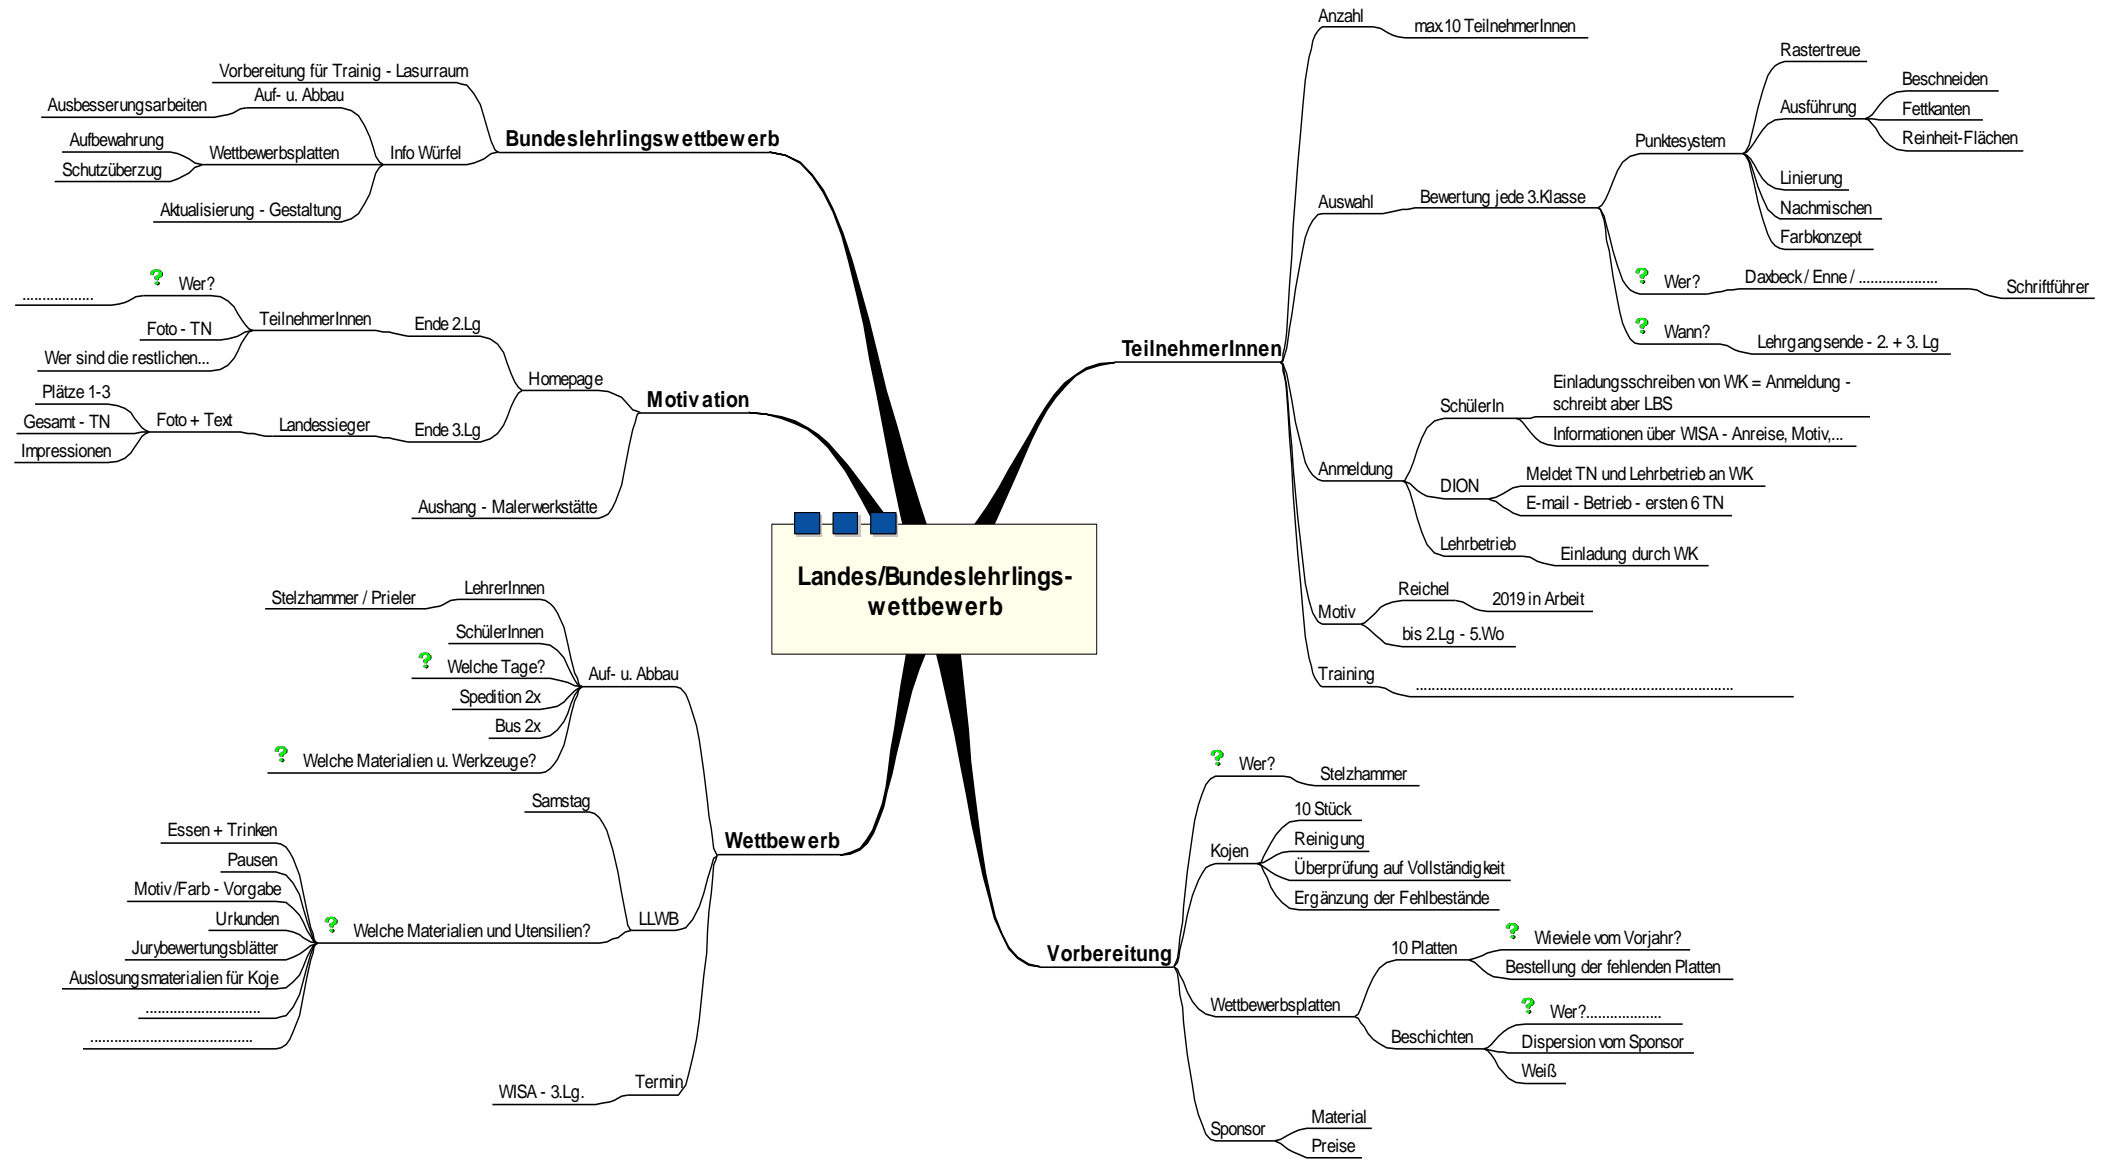 Landes/Bundeslehrlings-
wettbewerb
Bundeslehrlingswettbewerb
Vorbereitung für Trainig - Lasurraum
Info Würfel
Auf- u. Abbau
Ausbesserungsarbeiten
Wettbewerbsplatten
Aufbewahrung
Schutzüberzug
Aktualisierung - Gestaltung
Motivation
Homepage
Ende 2.Lg
TeilnehmerInnen
? Wer?
..................
Foto - TN
Wer sind die restlichen...
Ende 3.Lg
Landessieger
Foto + Text
Plätze 1-3
Gesamt - TN
Impressionen
Aushang - Malerwerkstätte
Wettbewerb
Auf- u. Abbau
LehrerInnen
Stelzhammer / Prieler
SchülerInnen
? Welche Tage?
Spedition 2x
Bus 2x
? Welche Materialien u. Werkzeuge?
LLWB
Samstag
? Welche Materialien und Utensilien?
Essen + Trinken
Pausen
Motiv/Farb - Vorgabe
Urkunden
Jurybewertungsblätter
Auslosungsmaterialien für Koje
.............................
.........................................
Termin
WISA - 3.Lg.
TeilnehmerInnen
Anzahl
max.10 TeilnehmerInnen
Auswahl
Bewertung jede 3.Klasse
Punktesystem
Rastertreue
Ausführung
Beschneiden
Fettkanten
Reinheit-Flächen
Linierung
Nachmischen
Farbkonzept
? Wer?
Daxbeck / Enne / ....................
Schriftführer
? Wann?
Lehrgangsende - 2. + 3. Lg
Anmeldung
SchülerIn
Einladungsschreiben von WK = Anmeldung -
schreibt aber LBS
Informationen über WISA - Anreise, Motiv,...
DION
Meldet TN und Lehrbetrieb an WK
E-mail - Betrieb - ersten 6 TN
Lehrbetrieb
Einladung durch WK
Motiv
Reichel
2019 in Arbeit
bis 2.Lg - 5.Wo
Training
................................................................................
Vorbereitung
? Wer?
Stelzhammer
Kojen
10 Stück
Reinigung
Überprüfung auf Vollständigkeit
Ergänzung der Fehlbestände
Wettbewerbsplatten
10 Platten
? Wieviele vom Vorjahr?
Bestellung der fehlenden Platten
Beschichten
? Wer?...................
Dispersion vom Sponsor
Weiß
Sponsor
Material
Preise